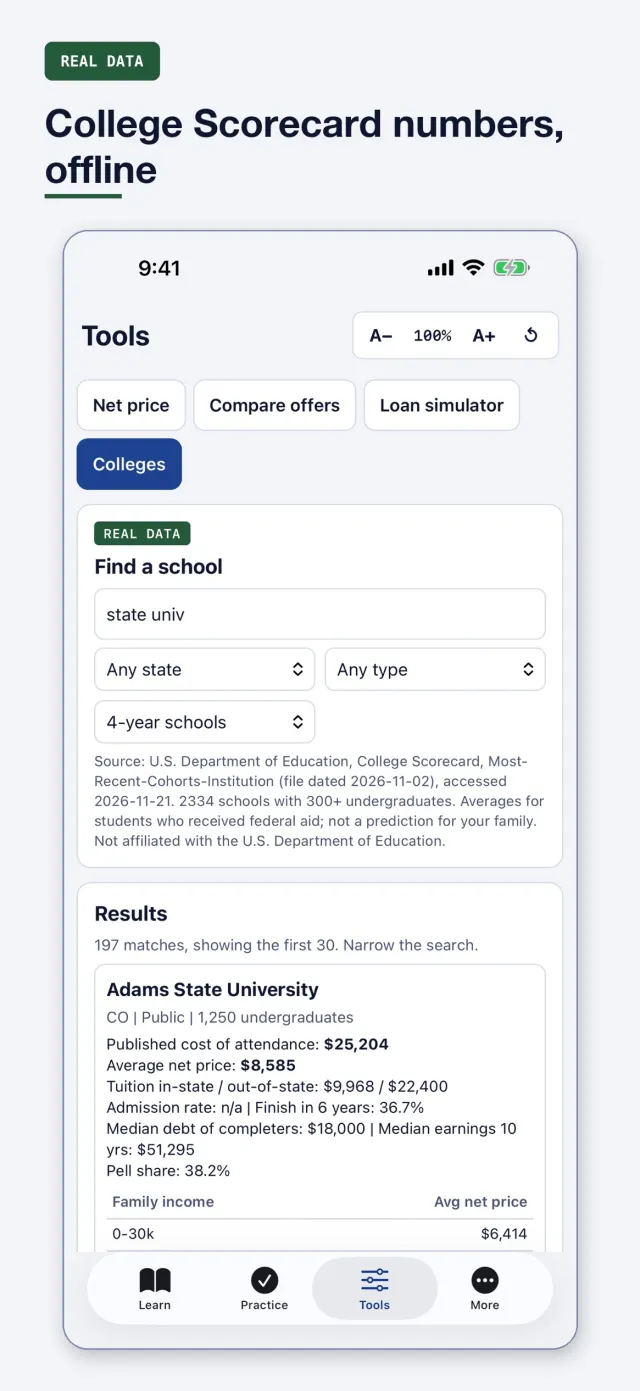 REAL DATA
College Scorecard numbers,
offline
9:41
Tools
A− 100% A+
Net price
Compare offers
Loan simulator
Colleges
REAL DATA
Find a school
state univ
Any state
Any type
4-year schools
Source: U.S. Department of Education, College Scorecard, Most-
Recent-Cohorts-Institution (file dated 2026-11-02), accessed
2026-11-21. 2334 schools with 300+ undergraduates. Averages for
students who received federal aid; not a prediction for your family.
Not affiliated with the U.S. Department of Education.
Results
197 matches, showing the first 30. Narrow the search.
Adams State University
CO | Public | 1,250 undergraduates
Published cost of attendance: $25,204
Average net price: $8,585
Tuition in-state / out-of-state: $9,968 / $22,400
Admission rate: n/a | Finish in 6 years: 36.7%
Median debt of completers: $18,000 | Median earnings 10
yrs: $51,295
Pell share: 38.2%
Family income Avg net price
0-30k $6,414
Learn
Practice
Tools
More